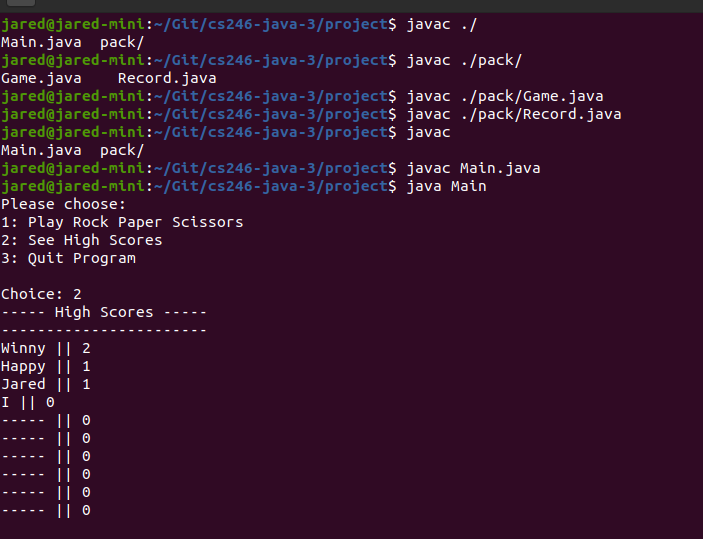 jared@jared-mini:~/Git/cs246-java-3/project$ javac ./
Main.java  pack/
jared@jared-mini:~/Git/cs246-java-3/project$ javac ./pack/
Game.java    Record.java
jared@jared-mini:~/Git/cs246-java-3/project$ javac ./pack/Game.java
jared@jared-mini:~/Git/cs246-java-3/project$ javac ./pack/Record.java
jared@jared-mini:~/Git/cs246-java-3/project$ javac
Main.java  pack/
jared@jared-mini:~/Git/cs246-java-3/project$ javac Main.java
jared@jared-mini:~/Git/cs246-java-3/project$ java Main
Please choose:
1: Play Rock Paper Scissors
2: See High Scores
3: Quit Program

Choice: 2
----- High Scores -----
-----------------------
Winny || 2
Happy || 1
Jared || 1
I || 0
----- || 0
----- || 0
----- || 0
----- || 0
----- || 0
----- || 0